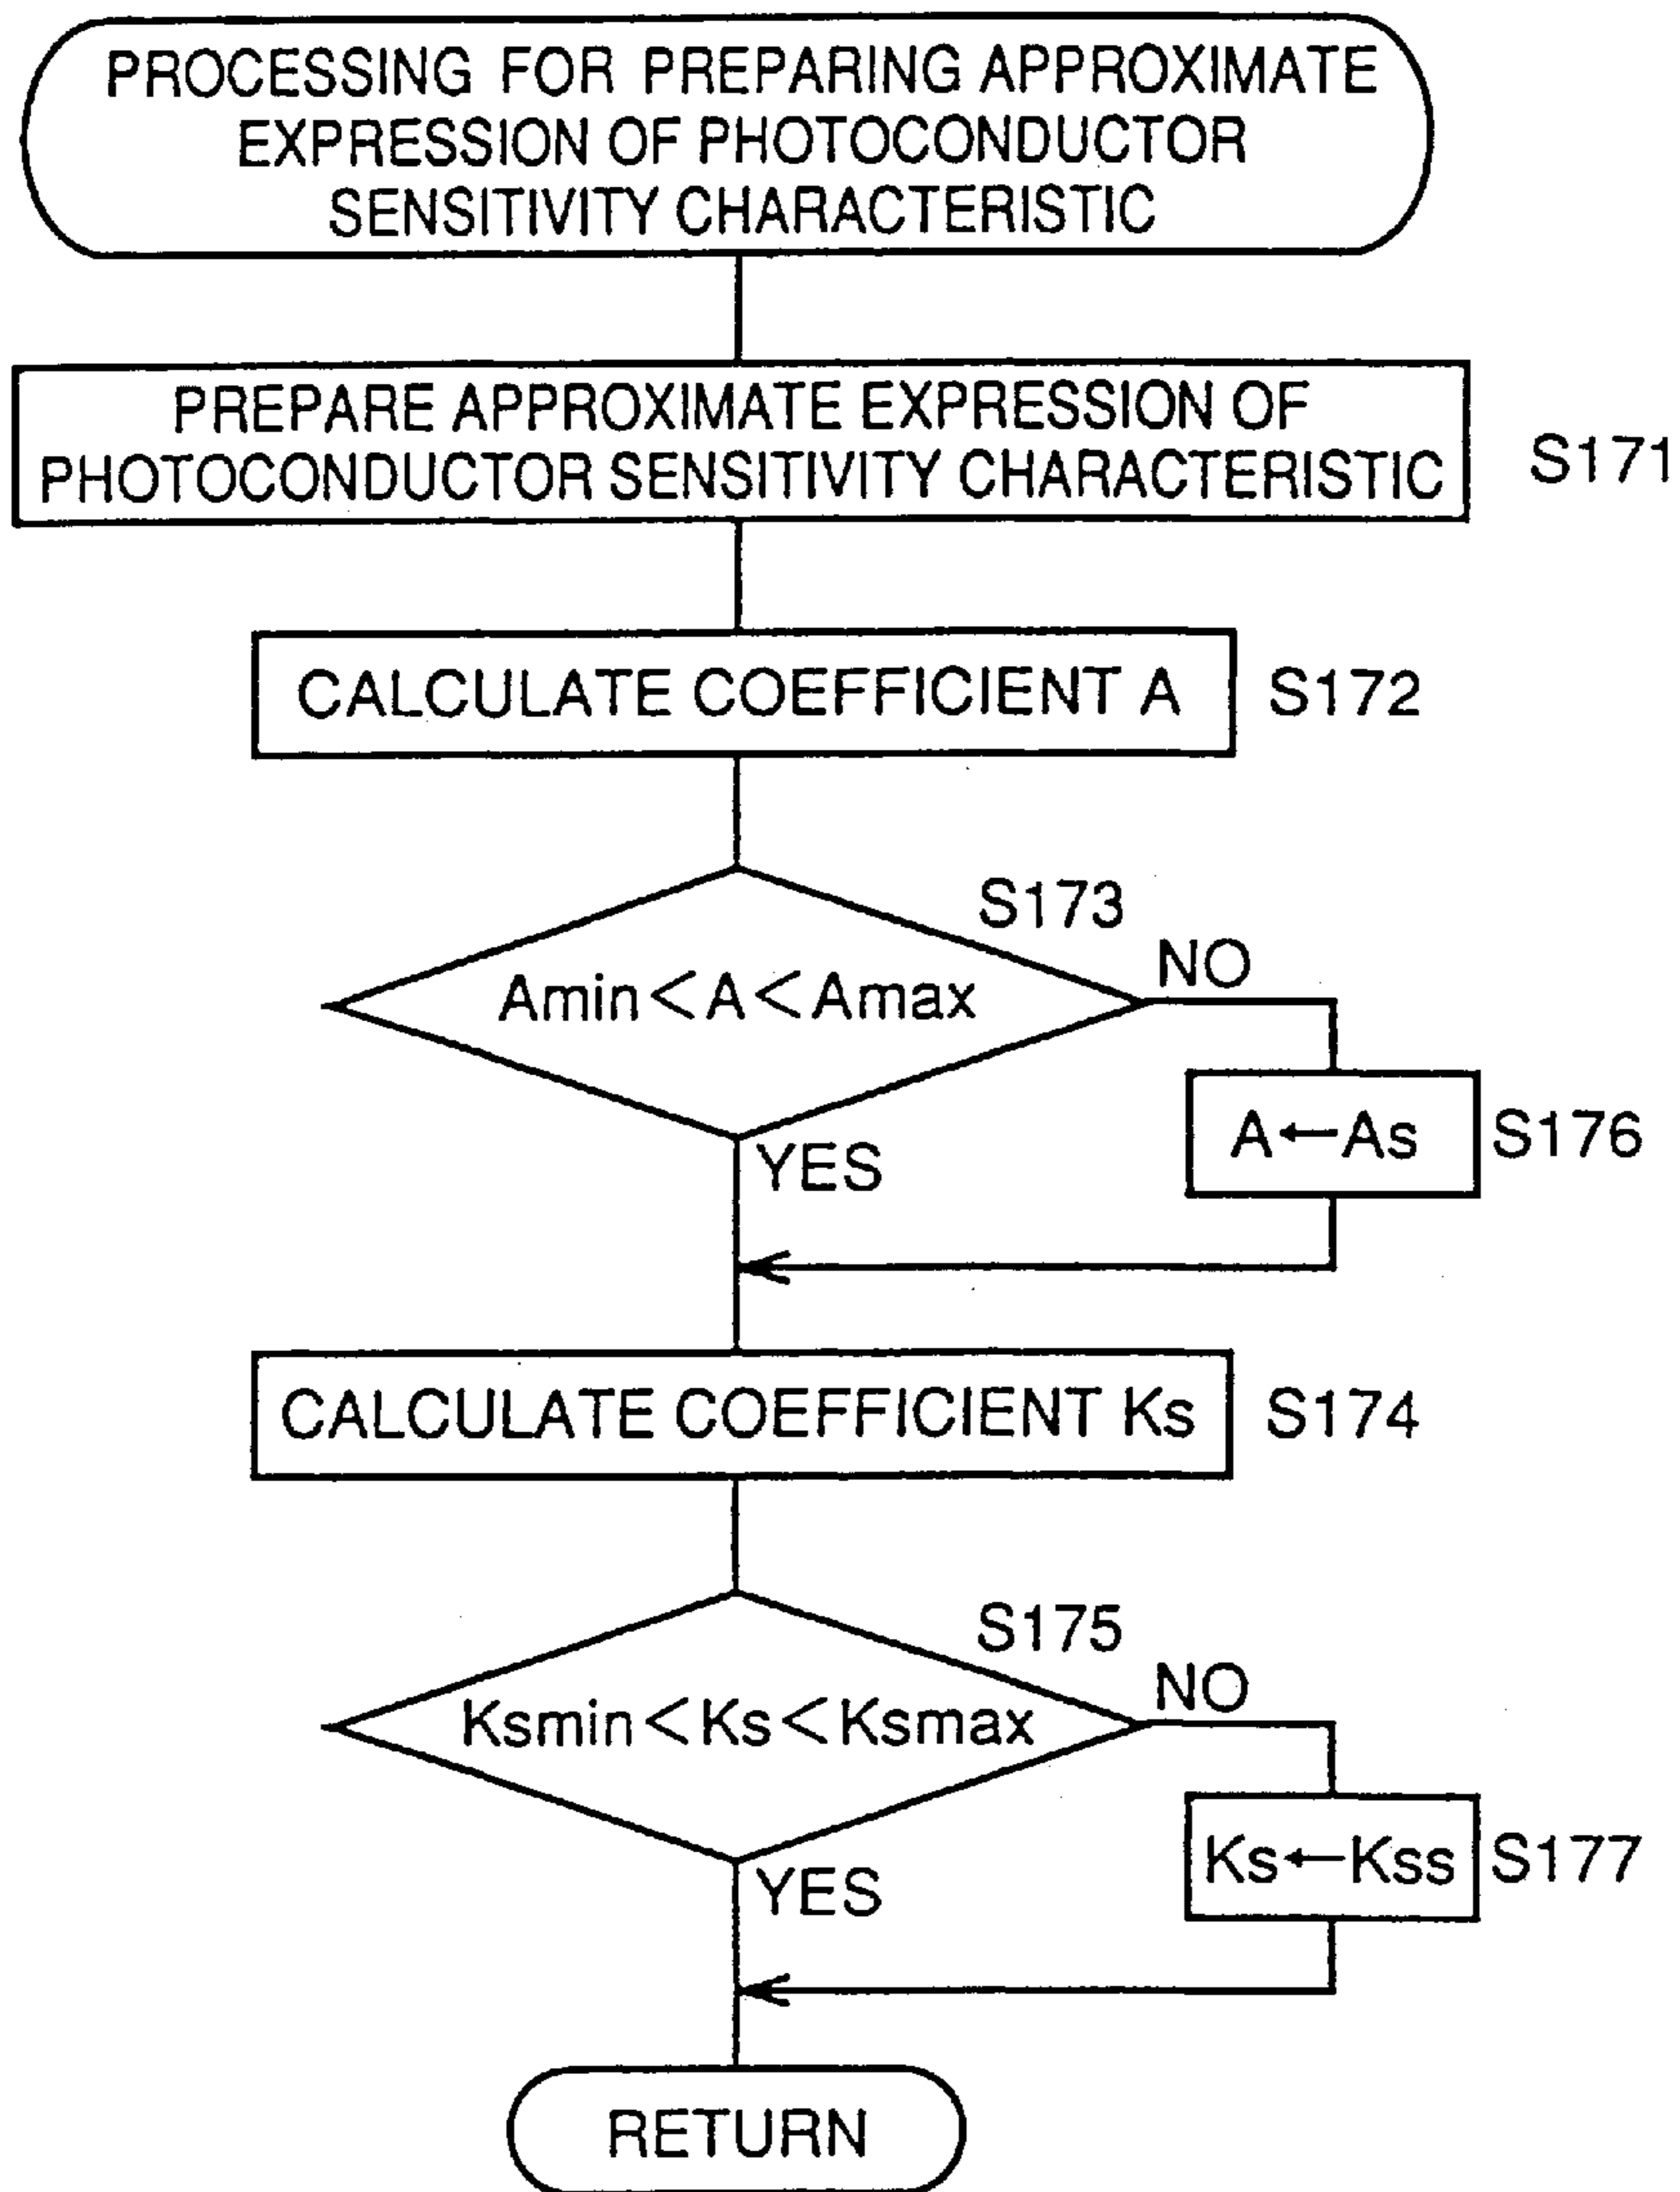 PROCESSING FOR PREPARING APPROXIMATE
EXPRESSION OF PHOTOCONDUCTOR
SENSITIVITY CHARACTERISTIC
PREPARE APPROXIMATE EXPRESSION OF
PHOTOCONDUCTOR SENSITIVITY CHARACTERISTIC
S171
CALCULATE COEFFICIENT A
S172
S173
Amin<A<Amax
NO
A←As
S176
YES
CALCULATE COEFFICIENT Ks
S174
S175
Ksmin<Ks<Ksmax
NO
Ks←Kss
S177
YES
RETURN